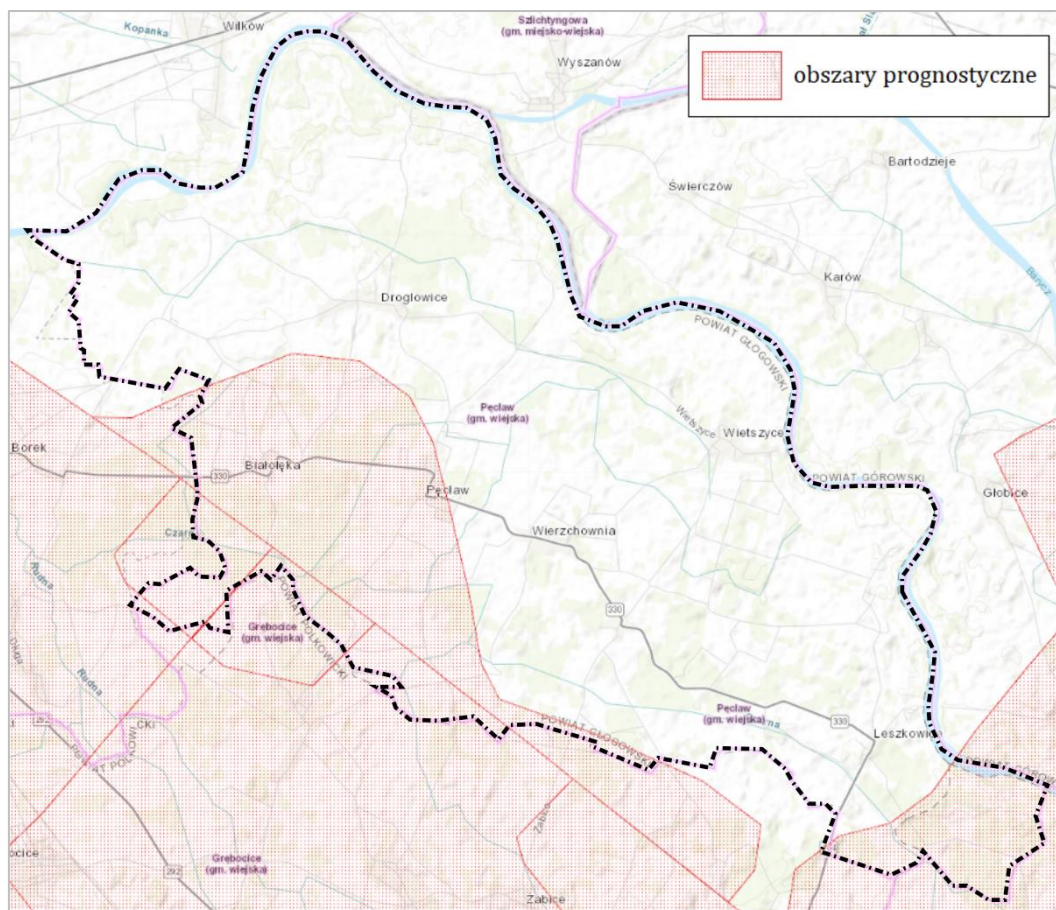 Kopanka
Wilków
Szlichtyngowa
(gm. miejsko-wiejska)
Wyszanów
obszary prognostyczne
Bartodzieje
Świerczów
Karów
Barycz
Droglowice
POWIAT GŁOGOWSKI
Pęcław
(gm. wiejska)
Wietszyce
Wietszyce
Borek
330
Białołęka
POWIAT GÓROWSKI
Głobice
Pęcław
Wierzchownia
Rudna
330
Grębocice
(gm. wiejska)
POWIAT POLKOWICKI
Rudna
Pęcław
(gm. wiejska)
330
POWIAT GŁOGOWSKI
Leszkowice
Żabice
Grębocice
(gm. wiejska)
292
Żabice